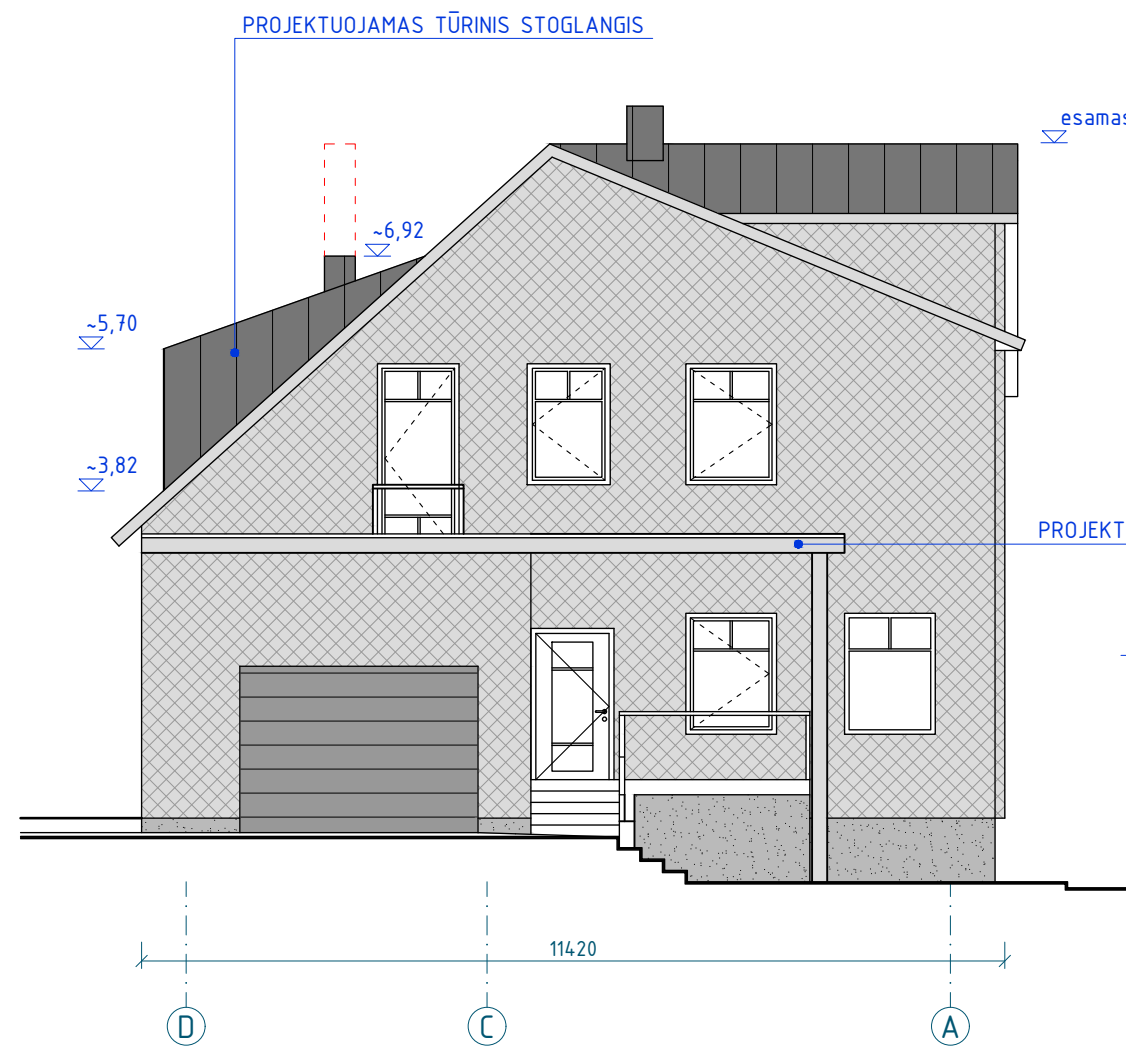 PROJEKTUOJAMAS TŪRINIS STOGLANGIS
esamas
~6,92
~5,70
~3,82
PROJEKT
11420
D
C
A